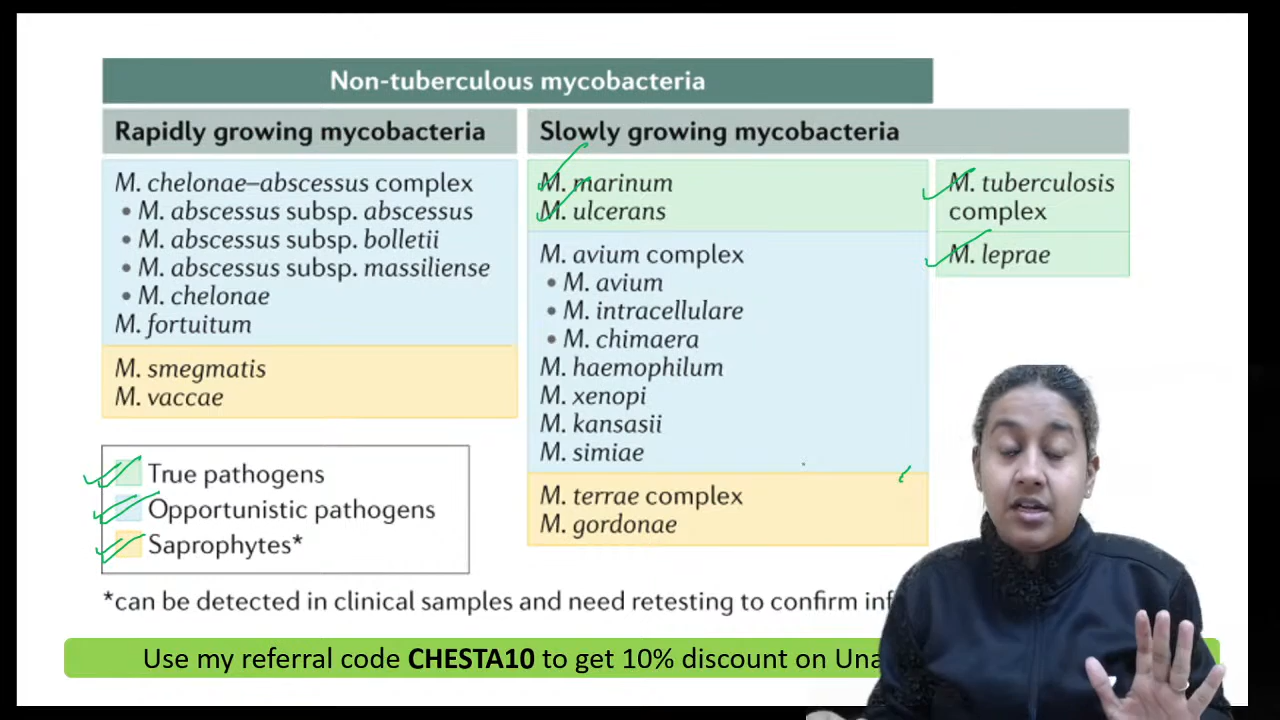 Non-tuberculous mycobacteria
Rapidly growing mycobacteria
M. chelonae–abscessus complex
• M. abscessus subsp. abscessus
• M. abscessus subsp. bolletii
• M. abscessus subsp. massiliense
• M. chelonae
M. fortuitum
M. smegmatis
M. vaccae
Slowly growing mycobacteria
M. marinum
M. ulcerans
M. avium complex
• M. avium
• M. intracellulare
• M. chimaera
M. haemophilum
M. xenopi
M. kansasii
M. simiae
M. terrae complex
M. gordonae
M. tuberculosis
complex
M. leprae
True pathogens
Opportunistic pathogens
Saprophytes*
*can be detected in clinical samples and need retesting to confirm
Use my referral code CHESTA10 to get 10% discount on